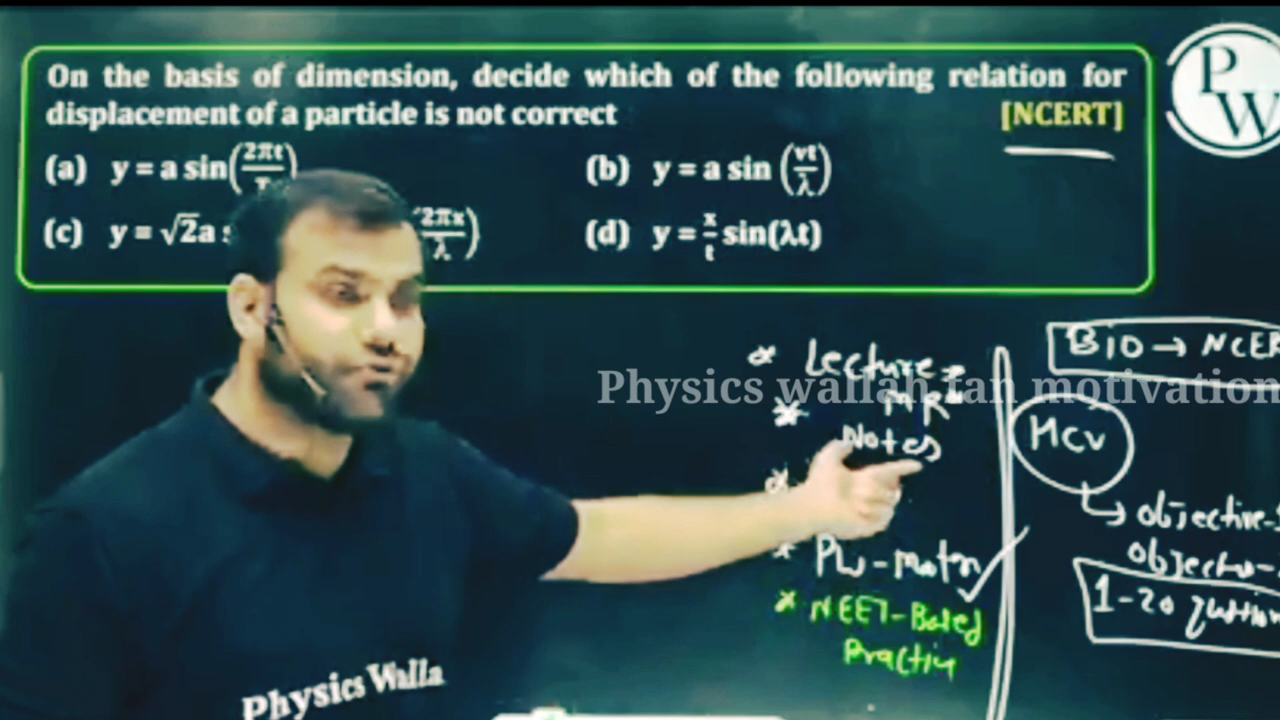 On the basis of dimension, decide which of the following relation for
displacement of a particle is not correct [NCERT]
(a) y = a sin(2πt/T)
(b) y = a sin (vt/λ)
(c) y = √2a 2πx/λ)
(d) y = x/t sin(λt)
P
W
* Lecture
MR*
* Notes
* PW-
* NEET-Based
Practice
BIO → NCER
MCV
↳ objective-
1-20
Physics wallah fan motivation
Physics Walla